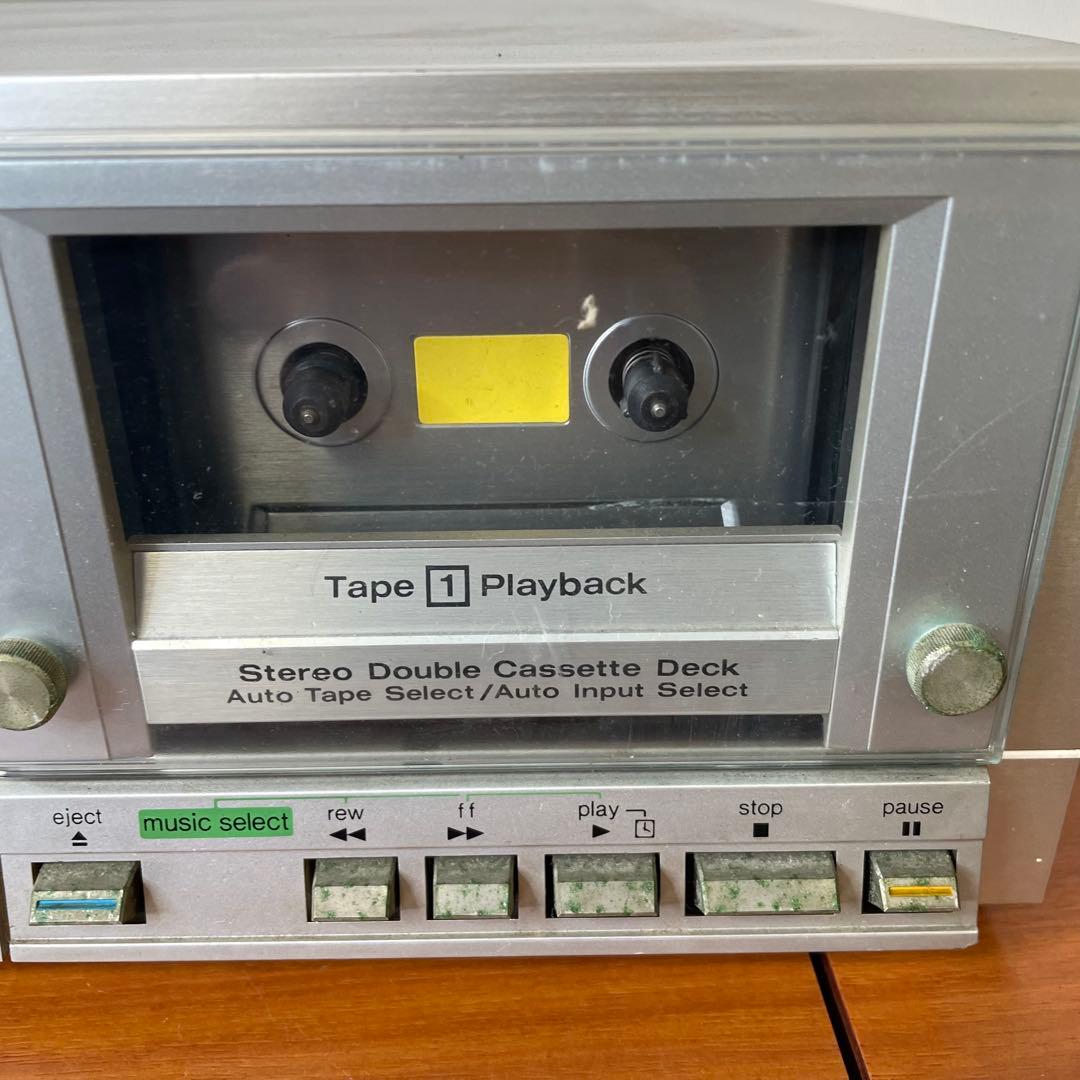 Tape 1 Playback
Stereo Double Cassette Deck
Auto Tape Select/Auto Input Select
eject
music select
rew
ff
play
stop
pause